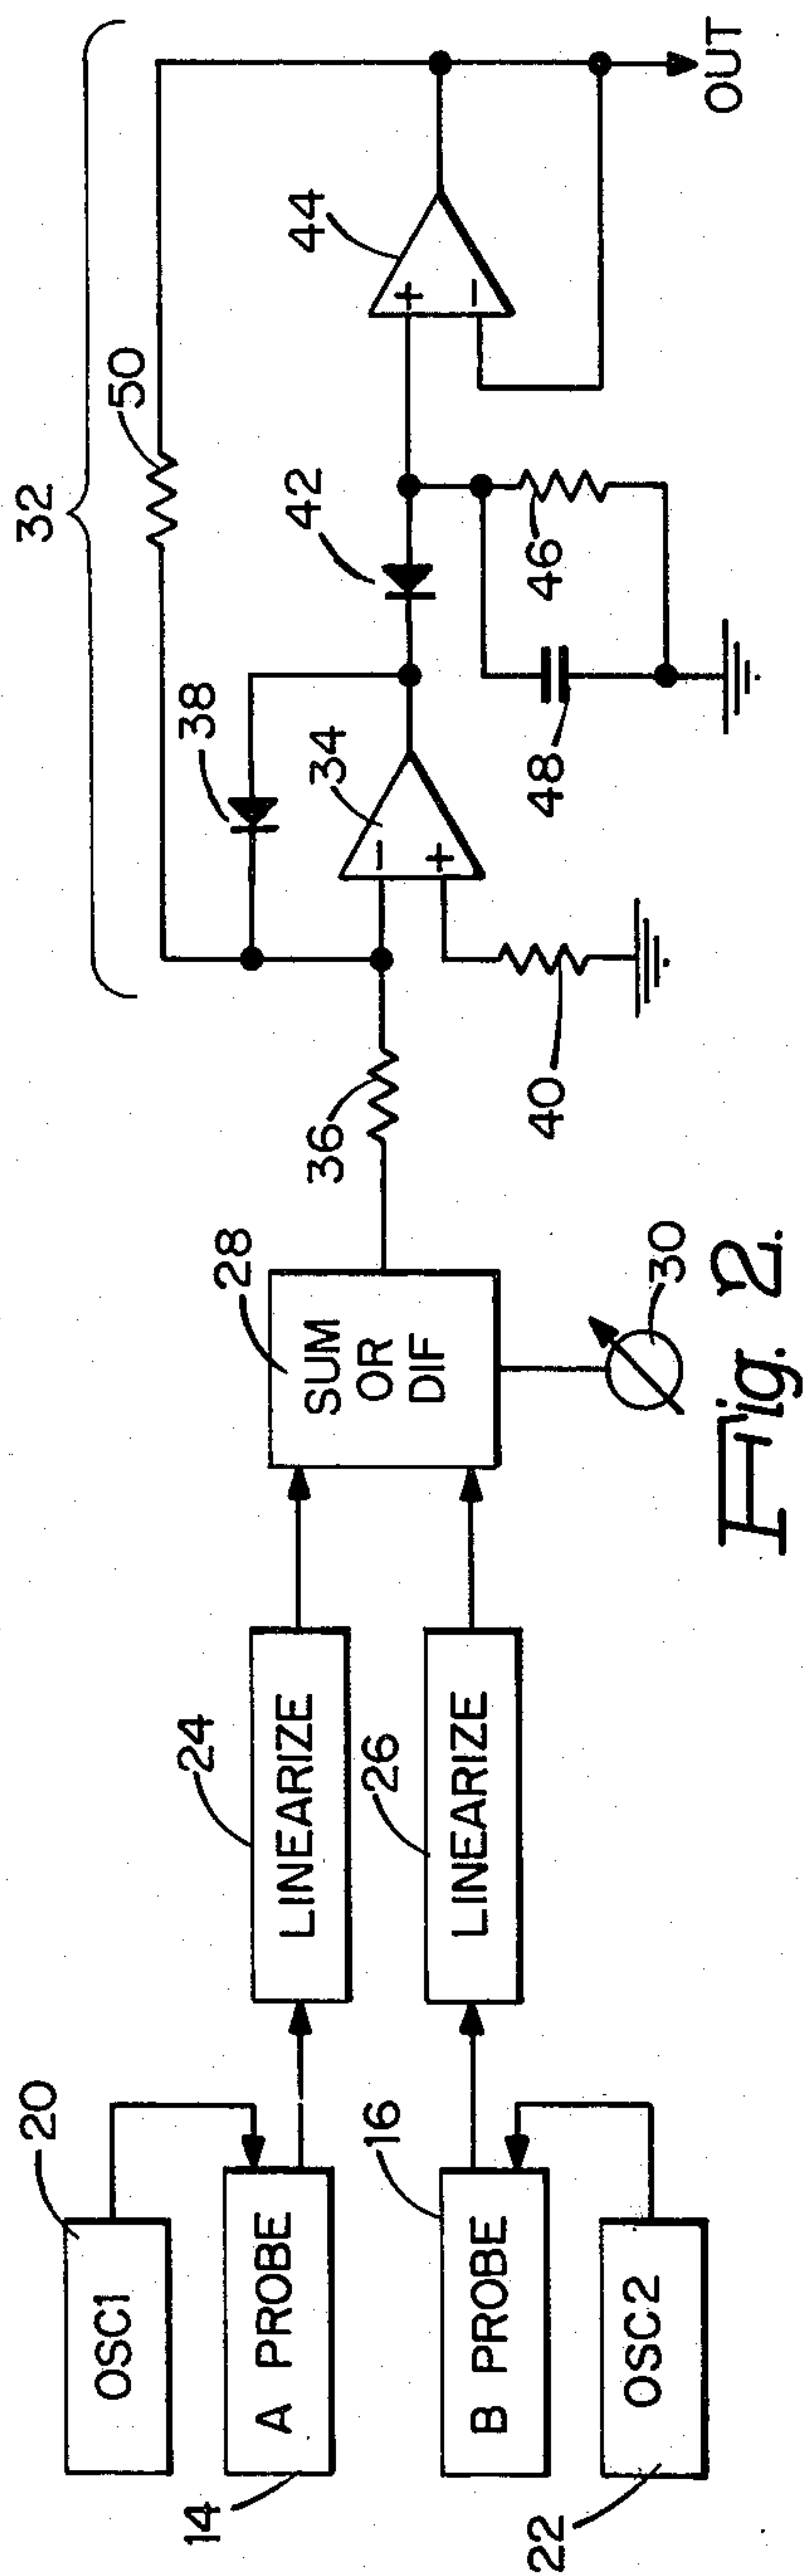 32
50
44
38
42
34
+
-
-
+
46
48
OUT
36
40
28
SUM
OR
DIF
30
24
LINEARIZE
26
LINEARIZE
20
OSC1
14
A PROBE
16
B PROBE
22
OSC2
Fig. 2.